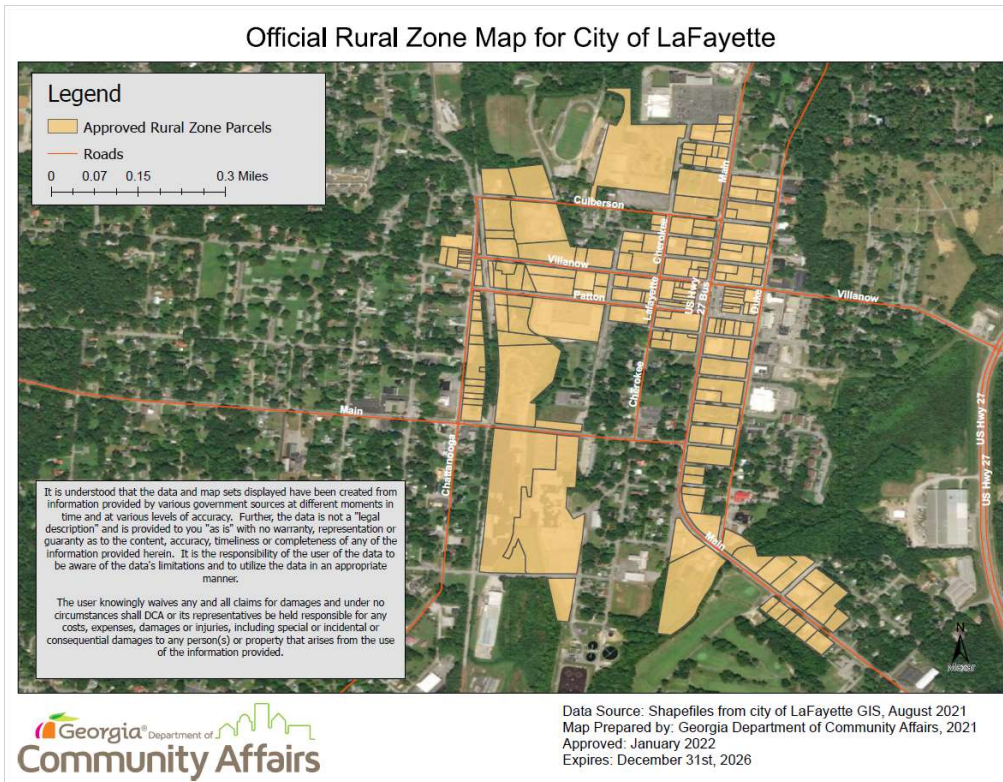 Official Rural Zone Map for City of LaFayette
Legend
Approved Rural Zone Parcels
Roads
0 0.07 0.15 0.3 Miles
Main
Culberson
Cherokee
Villanow
Patton
Lafayette
US Hwy
27 Bus
Duke
Villanow
Cherokee
Main
Chattanooga
US Hwy 27
US Hwy 27
Main
It is understood that the data and map sets displayed have been created from
information provided by various government sources at different moments in
time and at various levels of accuracy. Further, the data is not a "legal
description" and is provided to you "as is" with no warranty, representation or
guaranty as to the content, accuracy, timeliness or completeness of any of the
information provided herein. It is the responsibility of the user of the data to
be aware of the data's limitations and to utilize the data in an appropriate
manner.
The user knowingly waives any and all claims for damages and under no
circumstances shall DCA or its representatives be held responsible for any
costs, expenses, damages or injuries, including special or incidental or
consequential damages to any person(s) or property that arises from the use
of the information provided.
N
Georgia® Department of
Community Affairs
Data Source: Shapefiles from city of LaFayette GIS, August 2021
Map Prepared by: Georgia Department of Community Affairs, 2021
Approved: January 2022
Expires: December 31st, 2026